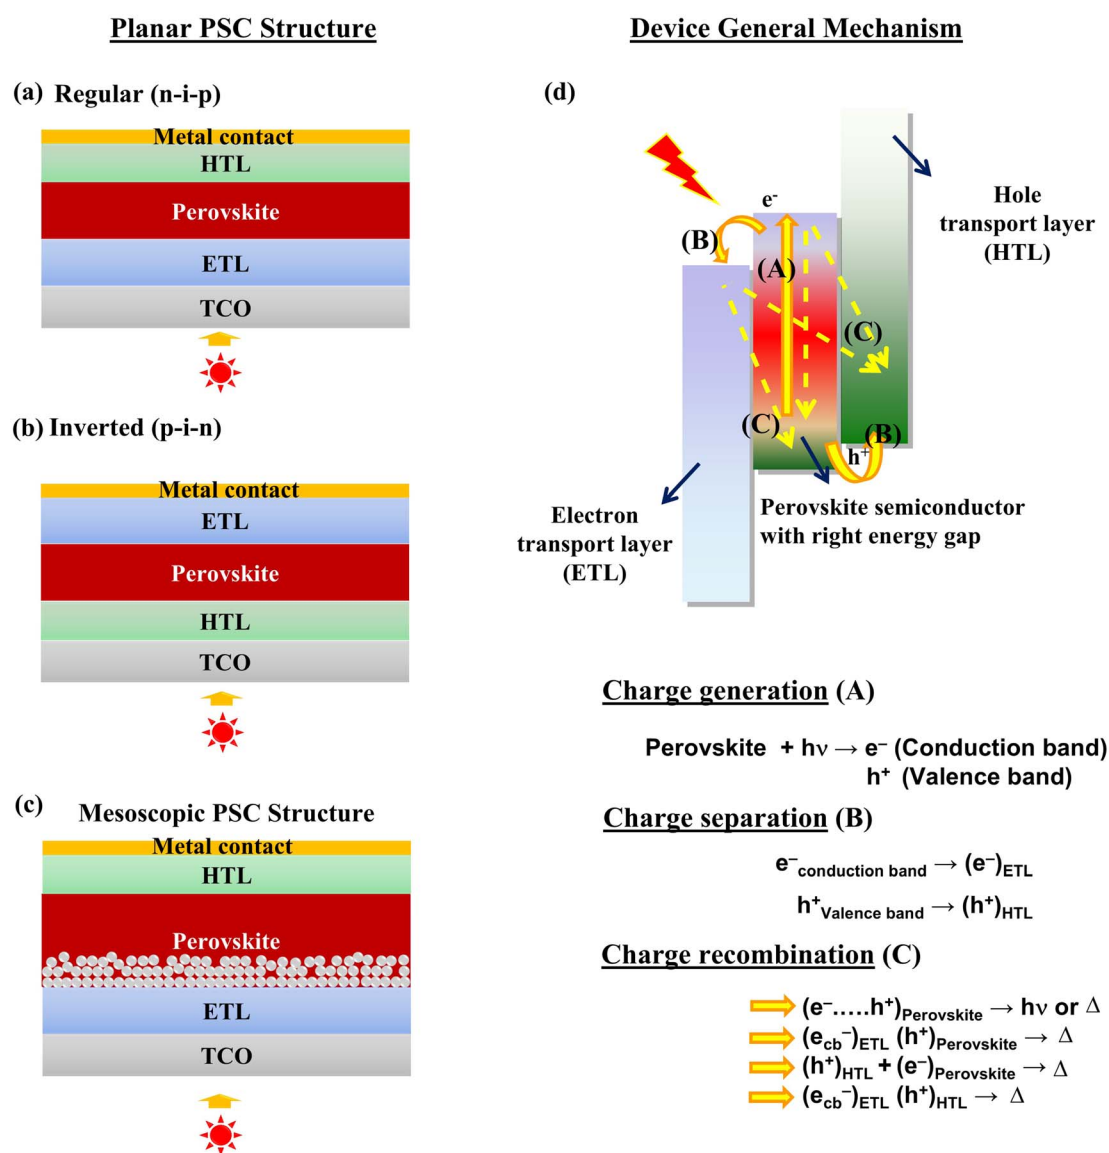 Planar PSC Structure
(a) Regular (n-i-p)
Metal contact
HTL
Perovskite
ETL
TCO
(b) Inverted (p-i-n)
Metal contact
ETL
Perovskite
HTL
TCO
(c) Mesoscopic PSC Structure
Metal contact
HTL
Perovskite
ETL
TCO
Device General Mechanism
(d)
e⁻
(B)
(A)
(C)
(C)
(B)
h⁺
Hole
transport layer
(HTL)
Electron
transport layer
(ETL)
Perovskite semiconductor
with right energy gap
Charge generation (A)
Perovskite + hν → e⁻ (Conduction band)
h⁺ (Valence band)
Charge separation (B)
e⁻conduction band → (e⁻)ETL
h⁺Valence band → (h⁺)HTL
Charge recombination (C)
(e⁻.....h⁺)Perovskite → hν or Δ
(ecb⁻)ETL (h⁺)Perovskite → Δ
(h⁺)HTL + (e⁻)Perovskite → Δ
(ecb⁻)ETL (h⁺)HTL → Δ